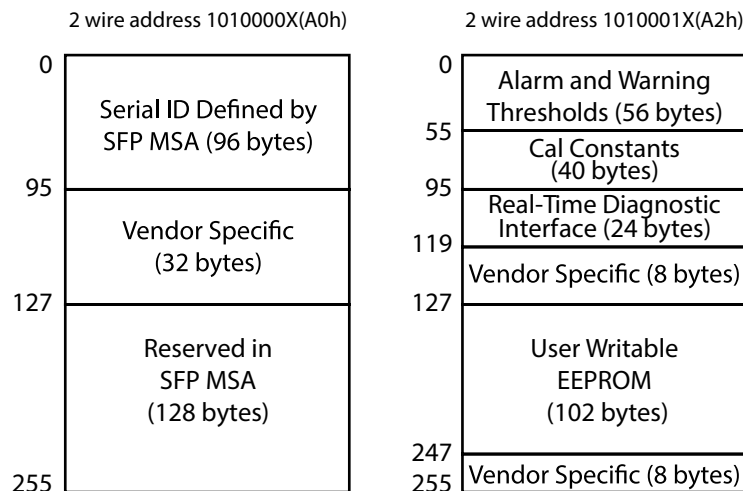 2 wire address 1010000X(A0h)
0
Serial ID Defined by
SFP MSA (96 bytes)
95
Vendor Specific
(32 bytes)
127
Reserved in
SFP MSA
(128 bytes)
255
2 wire address 1010001X(A2h)
0
Alarm and Warning
Thresholds (56 bytes)
55
Cal Constants
(40 bytes)
95
Real-Time Diagnostic
Interface (24 bytes)
119
Vendor Specific (8 bytes)
127
User Writable
EEPROM
(102 bytes)
247
Vendor Specific (8 bytes)
255